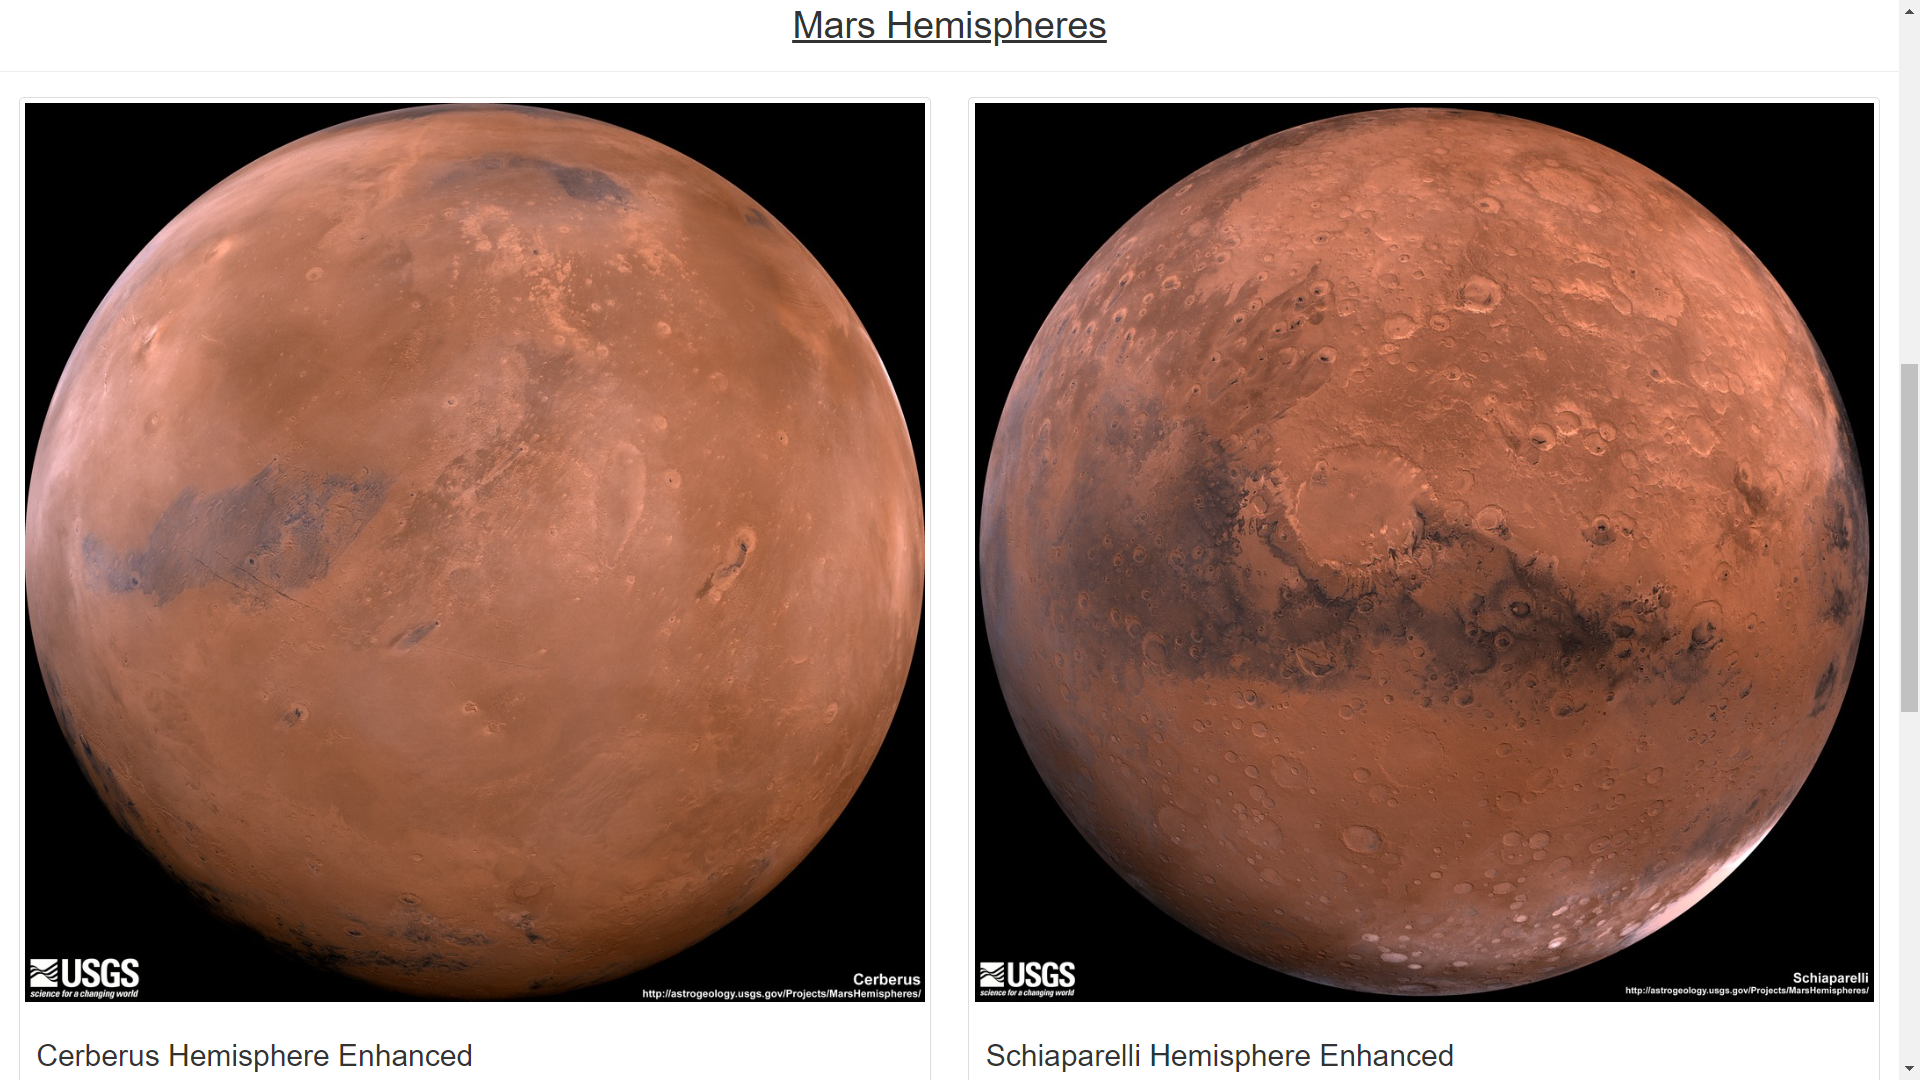 Mars Hemispheres
USGS
science for a changing world
Cerberus
http://astrogeology.usgs.gov/Projects/MarsHemispheres/
USGS
science for a changing world
Schiaparelli
http://astrogeology.usgs.gov/Projects/MarsHemispheres/
Cerberus Hemisphere Enhanced
Schiaparelli Hemisphere Enhanced